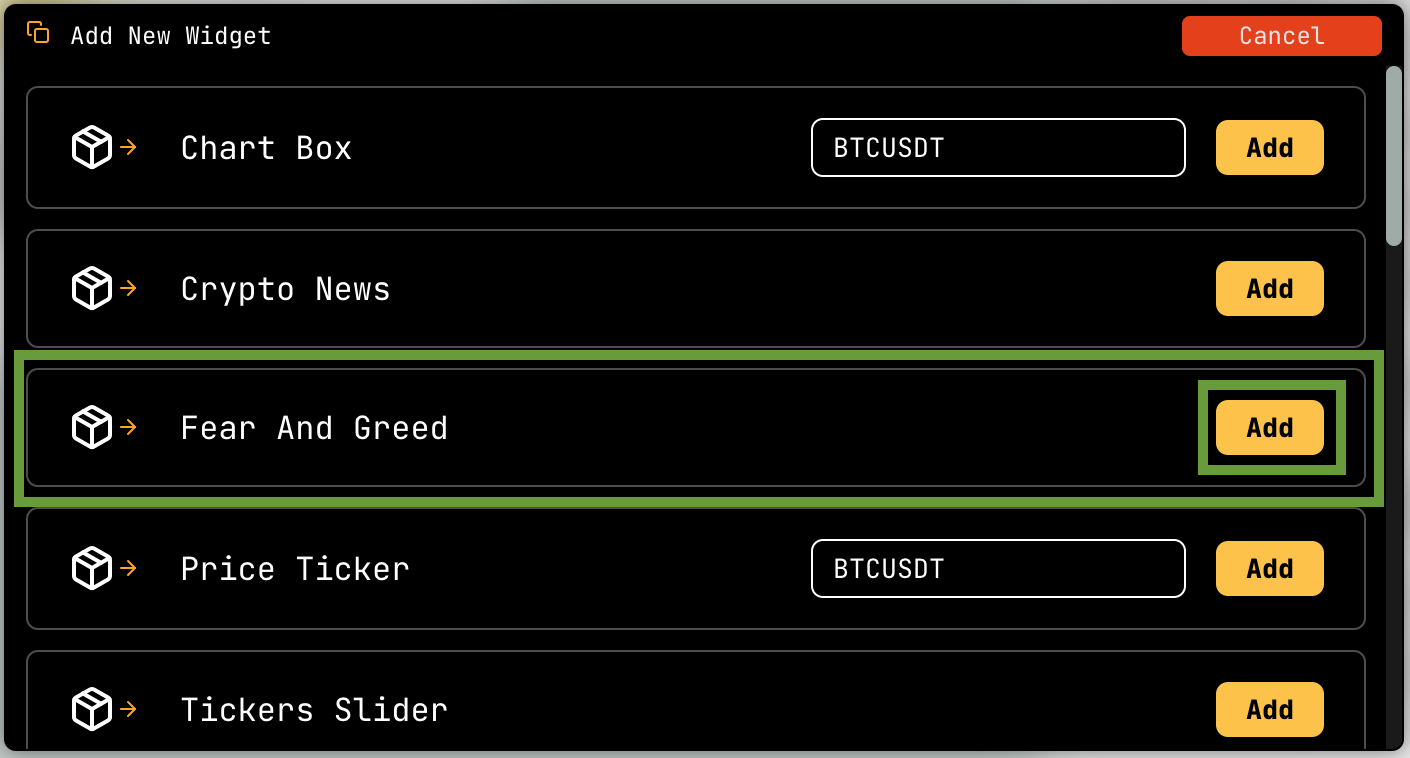 Add New Widget
Cancel
Chart Box
BTCUSDT
Add
Crypto News
Add
Fear And Greed
Add
Price Ticker
BTCUSDT
Add
Tickers Slider
Add